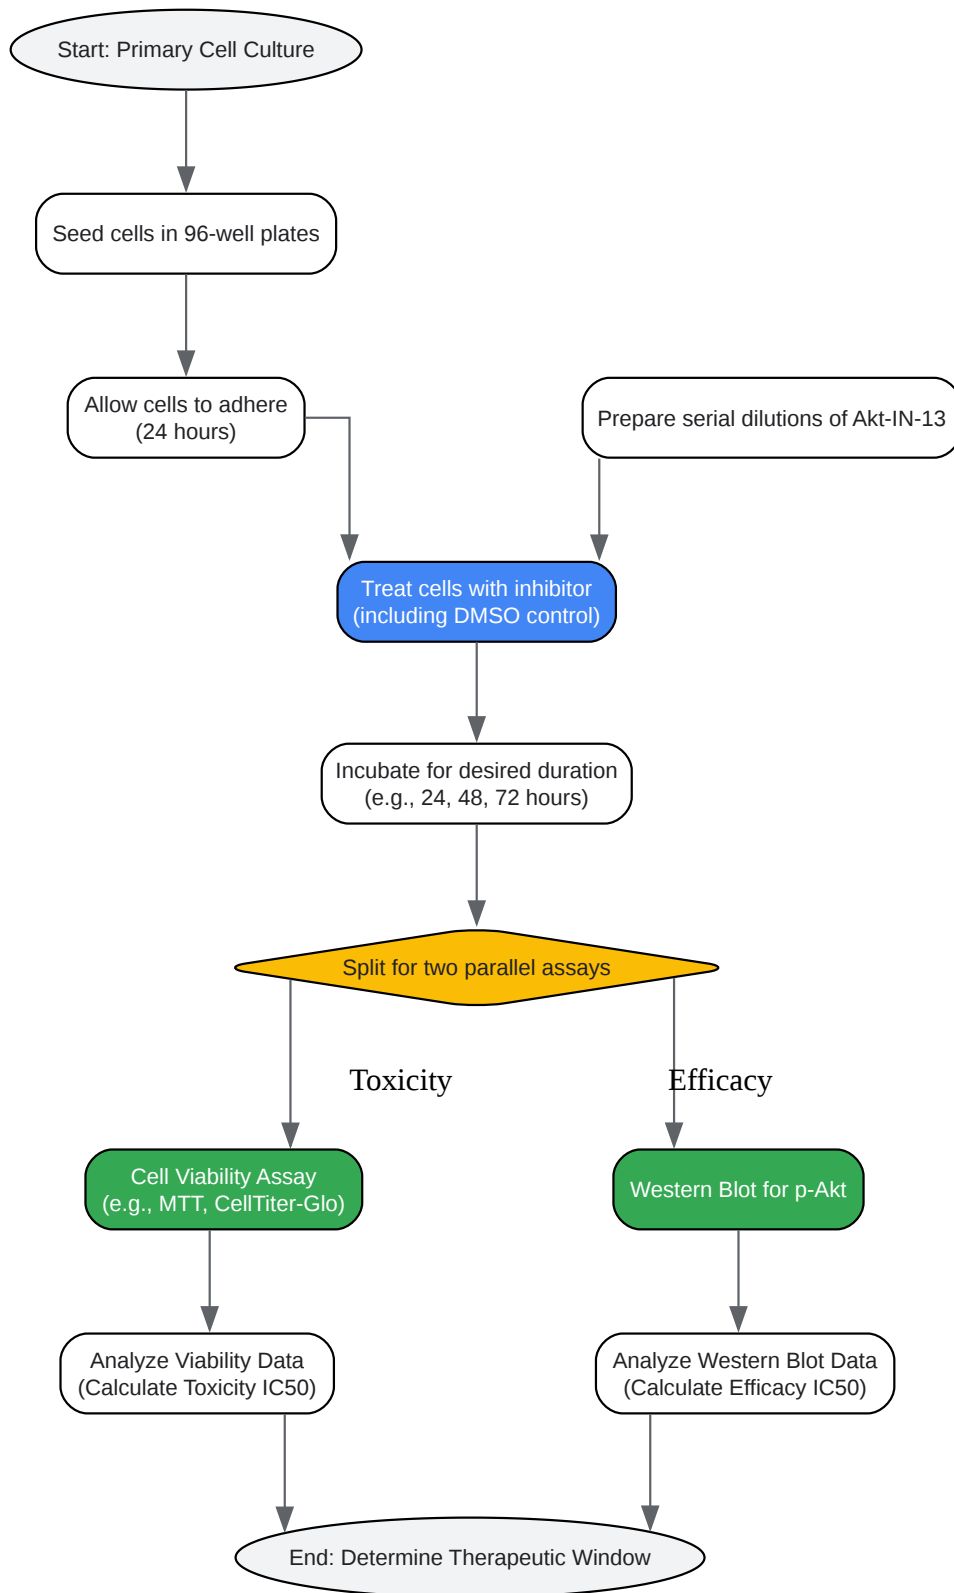 Start: Primary Cell Culture
Seed cells in 96-well plates
Allow cells to adhere
(24 hours)
Prepare serial dilutions of Akt-IN-13
Treat cells with inhibitor
(including DMSO control)
Incubate for desired duration
(e.g., 24, 48, 72 hours)
Split for two parallel assays
Toxicity
Efficacy
Cell Viability Assay
(e.g., MTT, CellTiter-Glo)
Western Blot for p-Akt
Analyze Viability Data
(Calculate Toxicity IC50)
Analyze Western Blot Data
(Calculate Efficacy IC50)
End: Determine Therapeutic Window